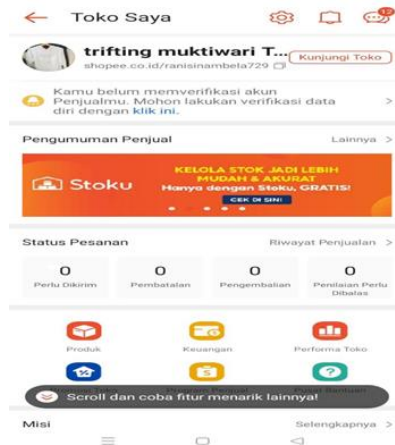 Toko Saya
12
trifting muktiwari T...
Kunjungi Toko
shopee.co.id/ranisinambela729
Kamu belum memverifikasi akun
Penjualmu. Mohon lakukan verifikasi data
diri dengan klik ini.
Pengumuman Penjual
Lainnya >
Stoku
KELOLA STOK JADI LEBIH
MUDAH & AKURAT
Hanya dengan Stoku, GRATIS!
CEK DI SINI
Status Pesanan
Riwayat Penjualan >
0 0 0 0
Perlu Dikirim
Pembatalan
Pengembalian
Penilaian Perlu
Dibalas
Produk
Keuangan
Performa Toko
Scroll dan coba fitur menarik lainnya!
Misi
Selengkapnya >